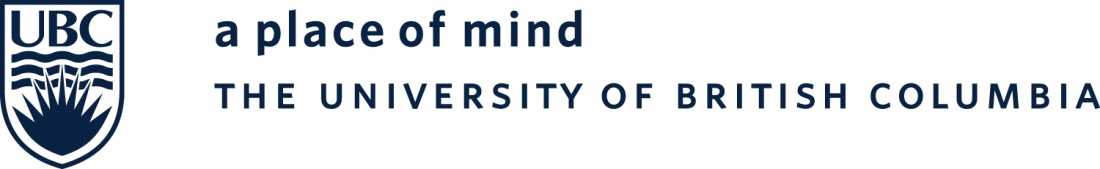 UBC
a place of mind
THE UNIVERSITY OF BRITISH COLUMBIA